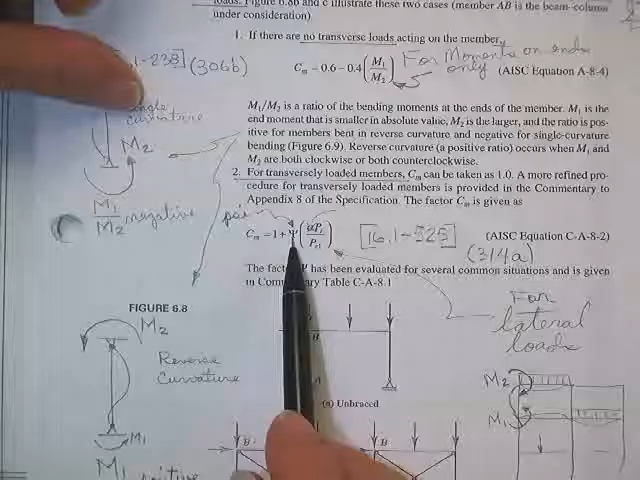 loads. Figure 6.8b and c illustrate these two cases (member AB is the beam-column
under consideration)
1. If there are no transverse loads acting on the member,
.1-238] (306b)
Cm = 0.6 - 0.4 (M1/M2)
For Moments on ends
only
(AISC Equation A-8-4)
Single
curvature
M2
M1/M2 negative
M1/M2 is a ratio of the bending moments at the ends of the member. M1 is the
end moment that is smaller in absolute value, M2 is the larger, and the ratio is pos-
itive for members bent in reverse curvature and negative for single-curvature
bending (Figure 6.9). Reverse curvature (a positive ratio) occurs when M1 and
M2 are both clockwise or both counterclockwise.
2. For transversely loaded members, Cm can be taken as 1.0. A more refined pro-
cedure for transversely loaded members is provided in the Commentary to
Appendix 8 of the Specification. The factor Cm is given as
Cm = 1 + Ψ (αPr/Pe1)
[16.1-525]
(AISC Equation C-A-8-2)
(314a)
The factor Ψ has been evaluated for several common situations and is given
in Commentary Table C-A-8.1
For
lateral
loads
FIGURE 6.8
M2
Reverse
Curvature
M1
M1 positive
(a) Unbraced
M2
M1
B
B